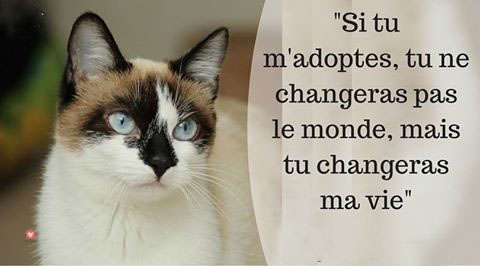 "Si tu
m'adoptes, tu ne
changeras pas
le monde, mais
tu changeras
ma vie"